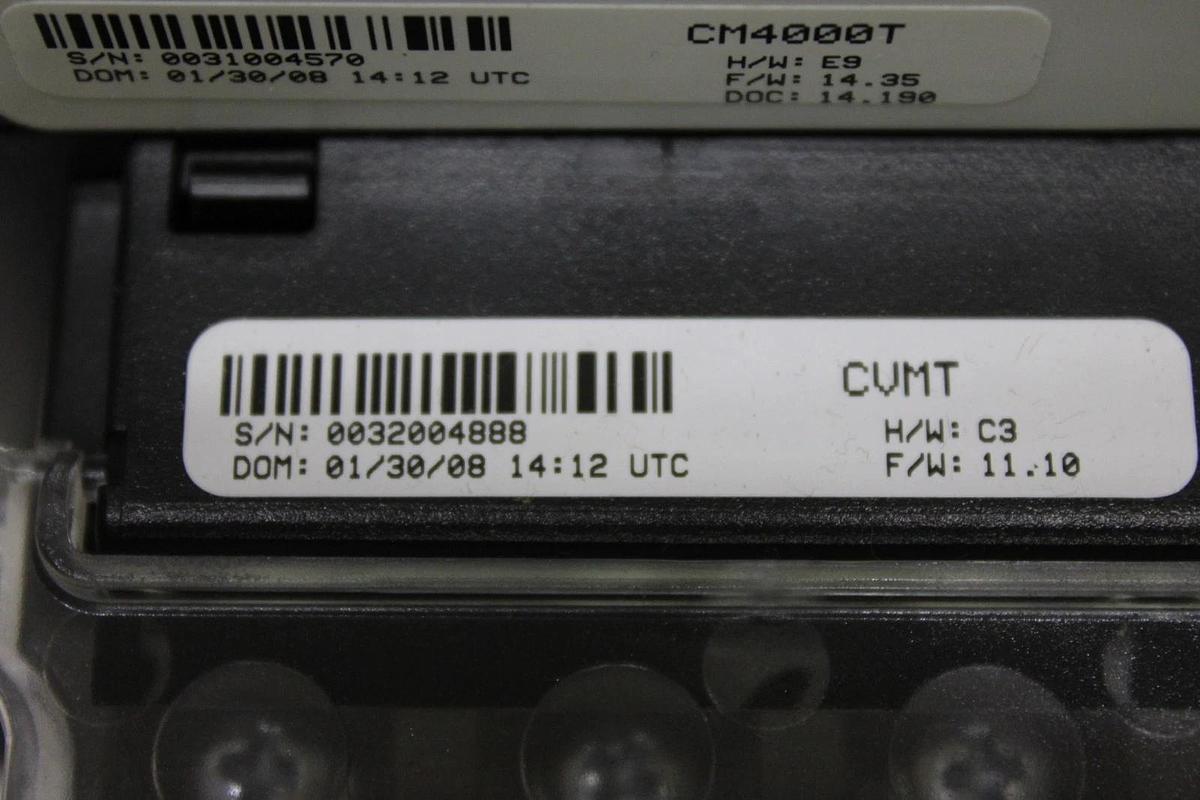 CM4000T
S/N: 0031004570
H/W: E9
DOM: 01/30/08 14:12 UTC
F/W: 14.35
DOC: 14.190
CVMT
S/N: 0032004888
H/W: C3
DOM: 01/30/08 14:12 UTC
F/W: 11.10